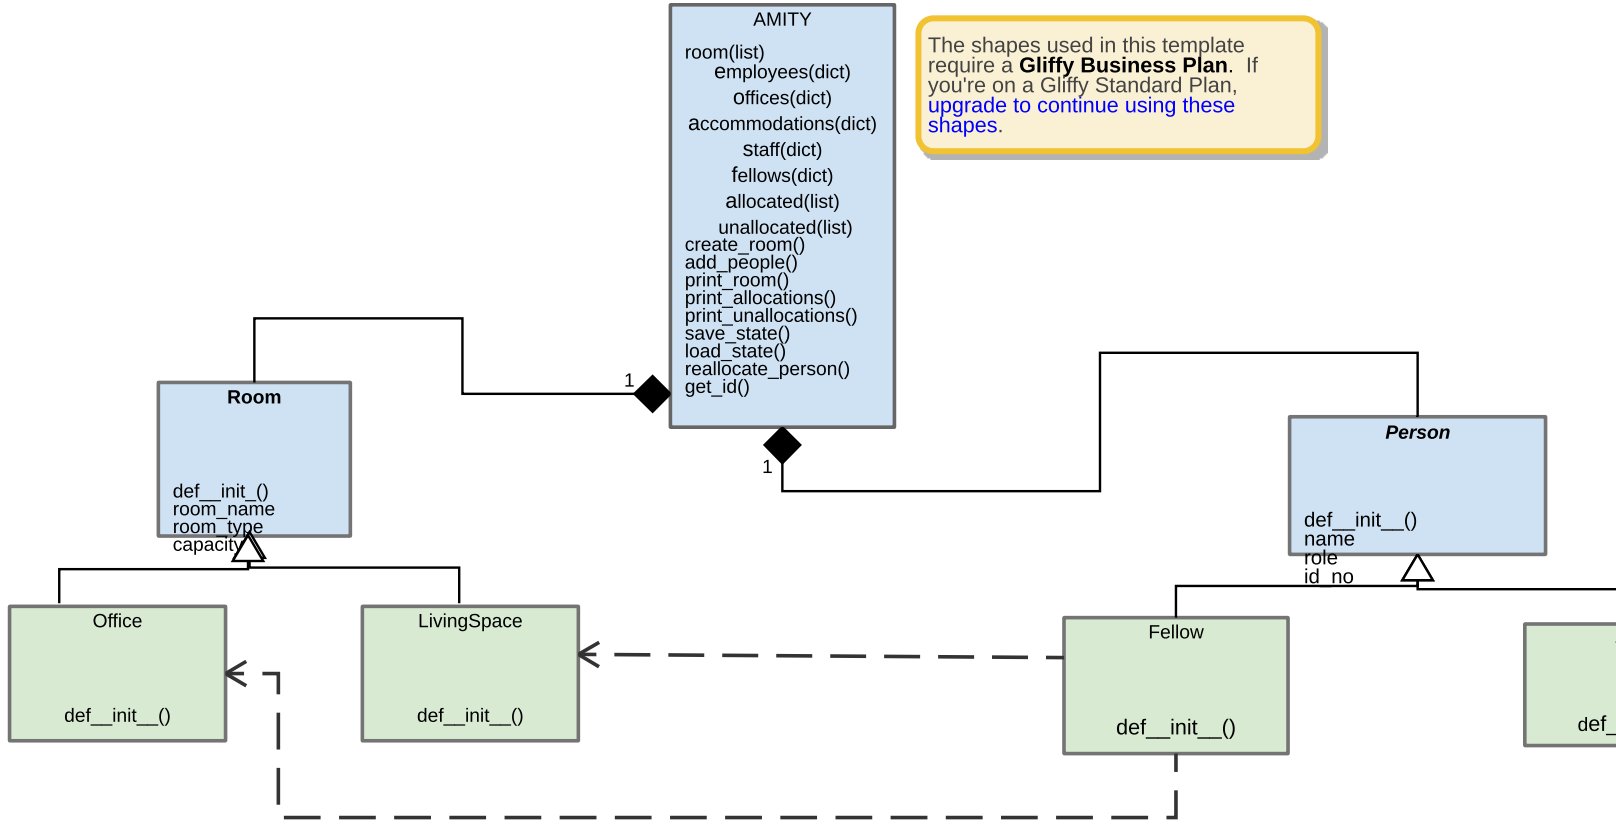 AMITY
room(list)
employees(dict)
offices(dict)
accommodations(dict)
staff(dict)
fellows(dict)
allocated(list)
unallocated(list)
create_room()
add_people()
print_room()
print_allocations()
print_unallocations()
save_state()
load_state()
reallocate_person()
get_id()
The shapes used in this template
require a Gliffy Business Plan.  If
you're on a Gliffy Standard Plan,
upgrade to continue using these
shapes.
1
1
Room
def__init_()
room_name
room_type
capacity
Person
def__init__()
name
role
id_no
Office
def__init__()
LivingSpace
def__init__()
Fellow
def__init__()
def_